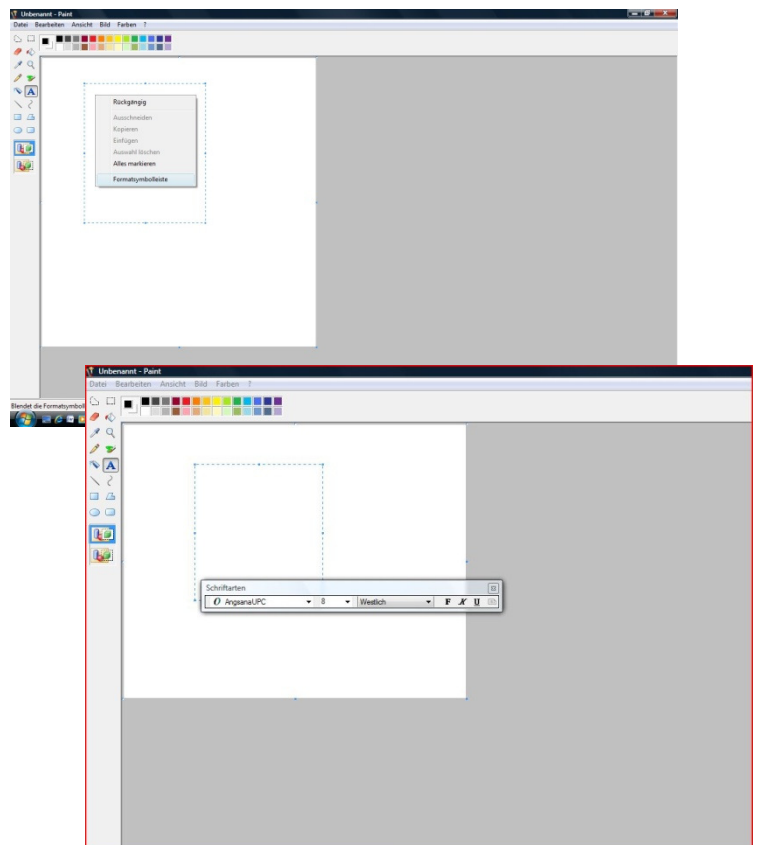 Unbenannt - Paint
Datei Bearbeiten Ansicht Bild Farben ?
A
Rückgängig
Ausschneiden
Kopieren
Einfügen
Auswahl löschen
Alles markieren
Formatsymbolleiste
Blendet die Formatsymbol
Unbenannt - Paint
Datei Bearbeiten Ansicht Bild Farben ?
A
Schriftarten
O AngsanaUPC 8 Westlich F K U